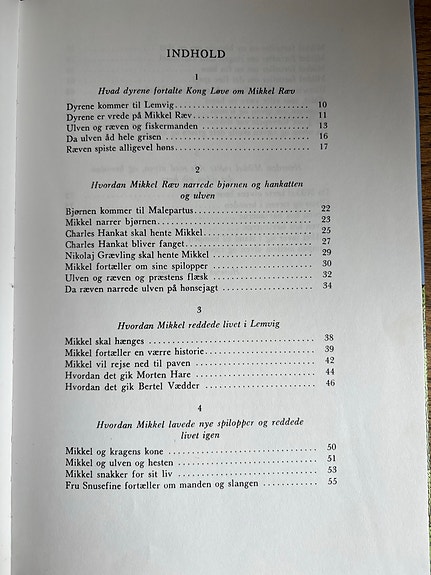 INDHOLD
1
Hvad dyrene fortalte Kong Løve om Mikkel Ræv
Dyrene kommer til Lemvig 10
Dyrene er vrede på Mikkel Ræv 11
Ulven og ræven og fiskermanden 13
Da ulven åd hele grisen 16
Ræven spiste alligevel høns 17
2
Hvordan Mikkel Ræv narrede bjørnen og hankatten
og ulven
Bjørnen kommer til Malepartus 22
Mikkel narrer bjørnen 23
Charles Hankat skal hente Mikkel 25
Charles Hankat bliver fanget 27
Nikolaj Grævling skal hente Mikkel 29
Mikkel fortæller om sine spilopper 30
Ulven og ræven og præstens flæsk 32
Da ræven narrede ulven på hønsejagt 34
3
Hvordan Mikkel reddede livet i Lemvig
Mikkel skal hænges 38
Mikkel fortæller en værre historie 39
Mikkel vil rejse ned til paven 42
Hvordan det gik Morten Hare 44
Hvordan det gik Bertel Vædder 46
4
Hvordan Mikkel lavede nye spilopper og reddede
livet igen
Mikkel og kragens kone 50
Mikkel og ulven og hesten 51
Mikkel snakker for sit liv 53
Fru Snusefine fortæller om manden og slangen 55